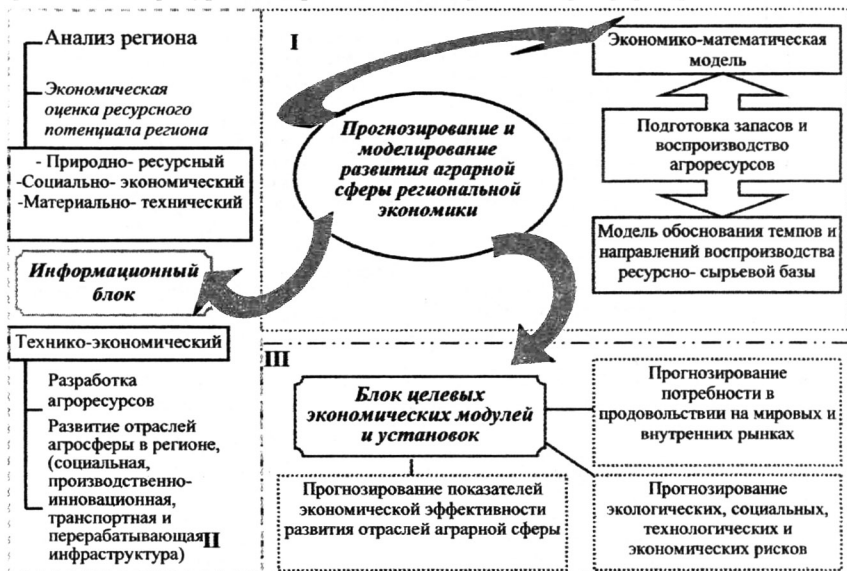 Анализ региона
Экономическая
оценка ресурсного
потенциала региона
- Природно- ресурсный
-Социально- экономический
-Материально- технический
Информационный
блок
Технико-экономический
Разработка
агроресурсов
Развитие отраслей
агросферы в регионе,
(социальная,
производственно-
инновационная,
транспортная и
перерабатывающая
инфраструктура)
II
I
Прогнозирование и
моделирование
развития аграрной
сферы региональной
экономики
Экономико-математическая
модель
Подготовка запасов и
воспроизводство
агроресурсов
Модель обоснования темпов и
направлений воспроизводства
ресурсно- сырьевой базы
III
Блок целевых
экономических модулей
и установок
Прогнозирование
потребности в
продовольствии на мировых и
внутренних рынках
Прогнозирование показателей
экономической эффективности
развития отраслей аграрной сферы
Прогнозирование
экологических, социальных,
технологических и
экономических рисков